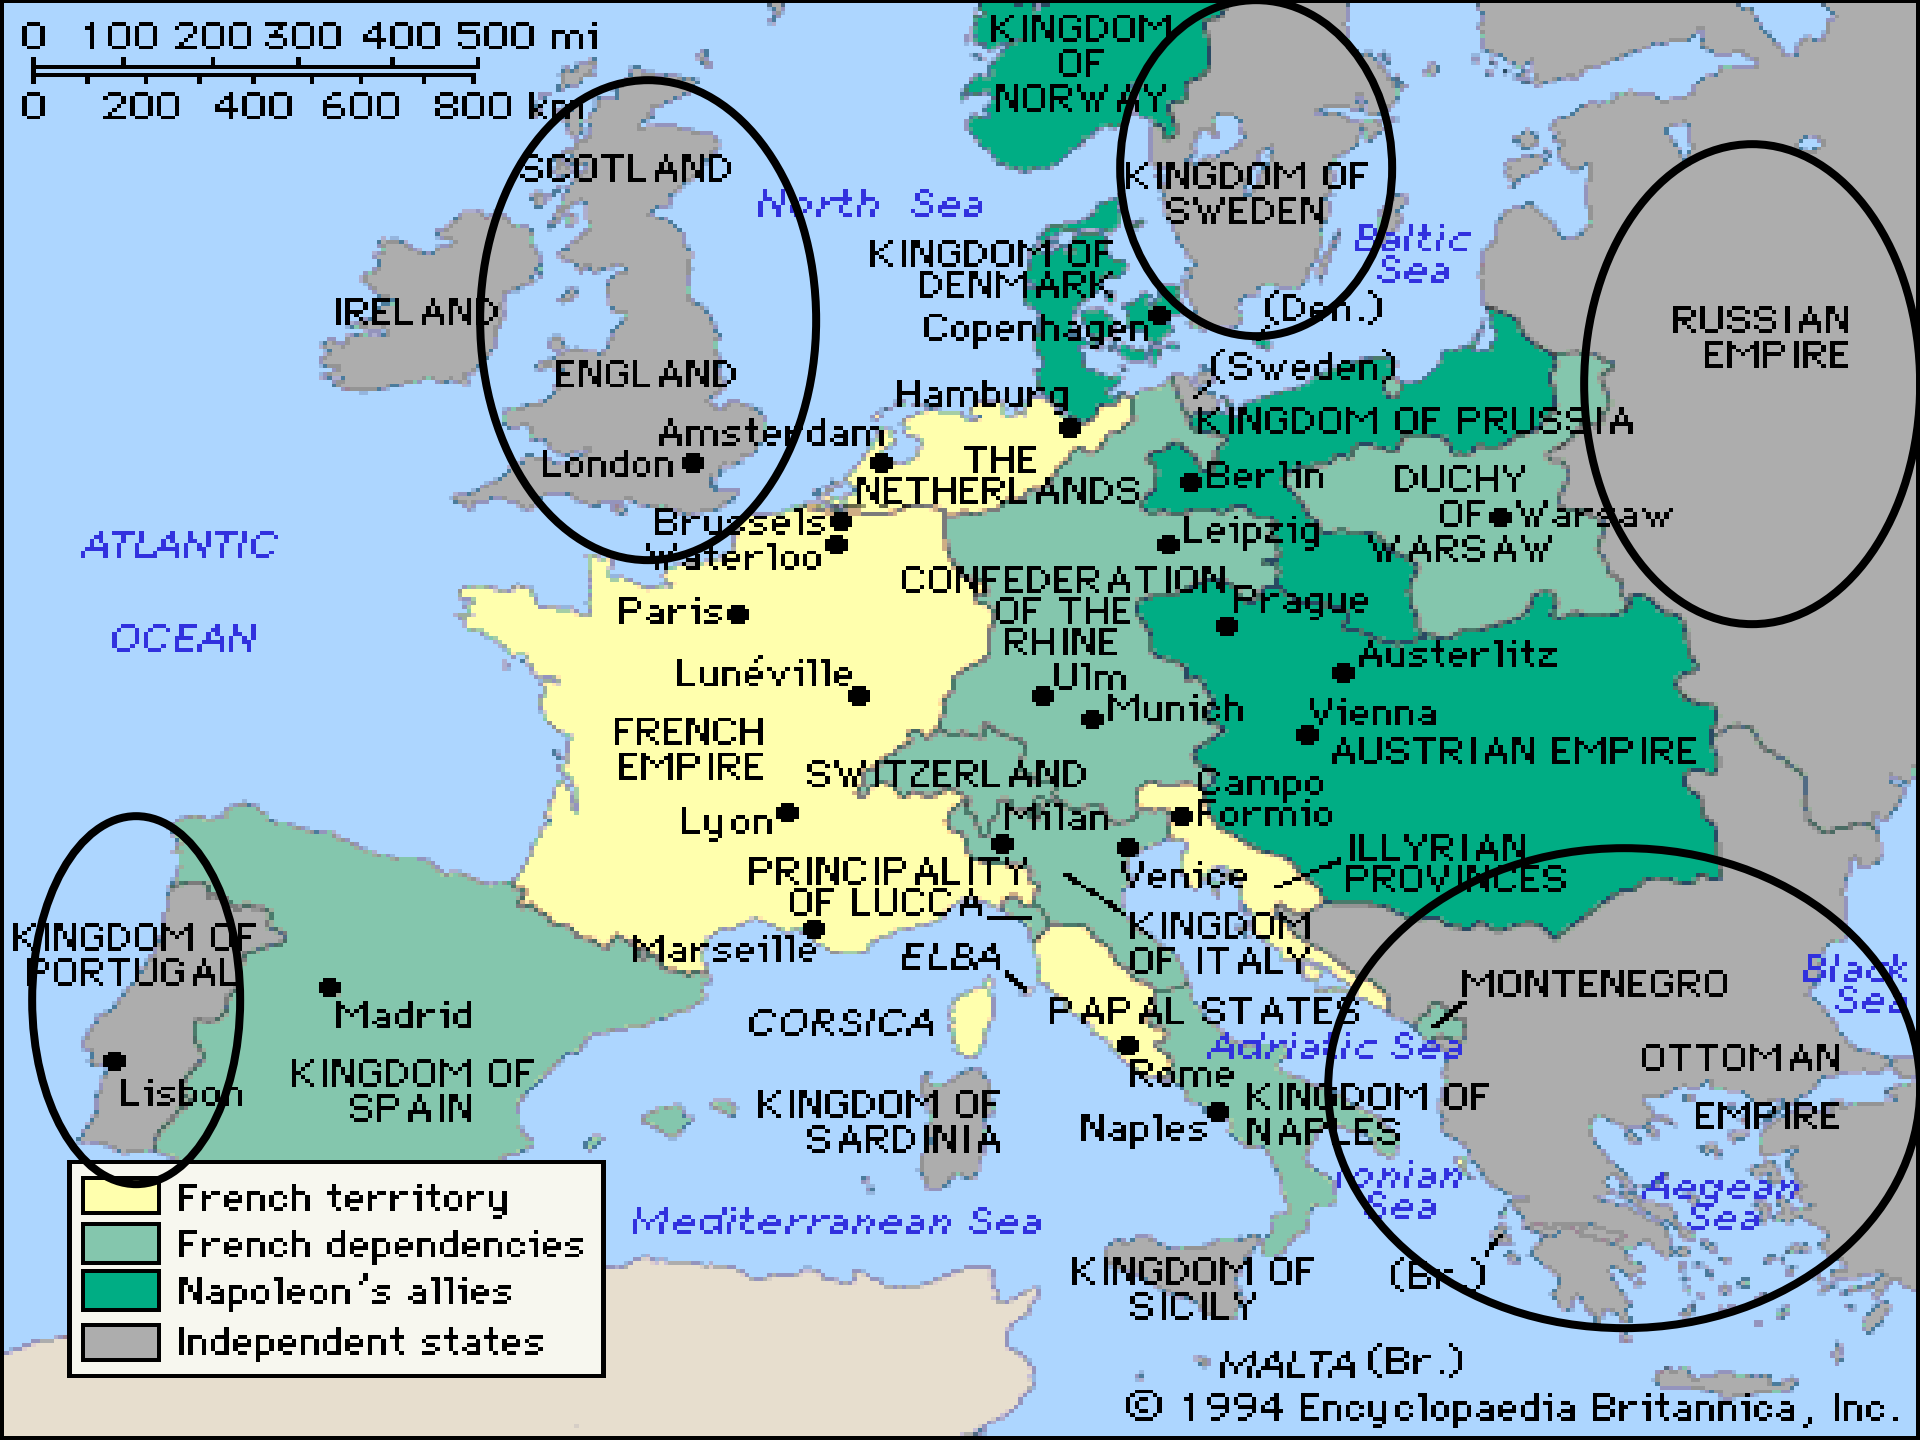 0 100 200 300 400 500 mi
0 200 400 600 800 km
KINGDOM
OF
NORWAY
SCOTLAND
North Sea
KINGDOM OF
SWEDEN
Baltic
Sea
KINGDOM OF
DENMARK
Copenhagen
(Den.)
IRELAND
RUSSIAN
EMPIRE
ENGLAND
(Sweden)
Hamburg
KINGDOM OF PRUSSIA
Amsterdam
London
THE
NETHERLANDS
Berlin
DUCHY
OF Warsaw
WARSAW
Brussels
Waterloo
Leipzig
ATLANTIC
OCEAN
CONFEDERATION
OF THE
RHINE
Prague
Paris
Austerlitz
Lunéville
Ulm
Munich
Vienna
AUSTRIAN EMPIRE
FRENCH
EMPIRE
SWITZERLAND
Campo
Formio
Lyon
Milan
ILLYRIAN
PROVINCES
PRINCIPALITY
OF LUCCA
Venice
KINGDOM
OF ITALY
KINGDOM OF
PORTUGAL
Marseille
ELBA
MONTENEGRO
Black
Sea
Madrid
CORSICA
PAPAL STATES
Adriatic Sea
OTTOMAN
EMPIRE
Lisbon
KINGDOM OF
SPAIN
Rome
KINGDOM OF
SARDINIA
Naples
KINGDOM OF
NAPLES
Ionian
Sea
Aegean
Sea
French territory
French dependencies
Napoleon's allies
Independent states
Mediterranean Sea
KINGDOM OF
SICILY
(Br.)
MALTA (Br.)
© 1994 Encyclopaedia Britannica, Inc.